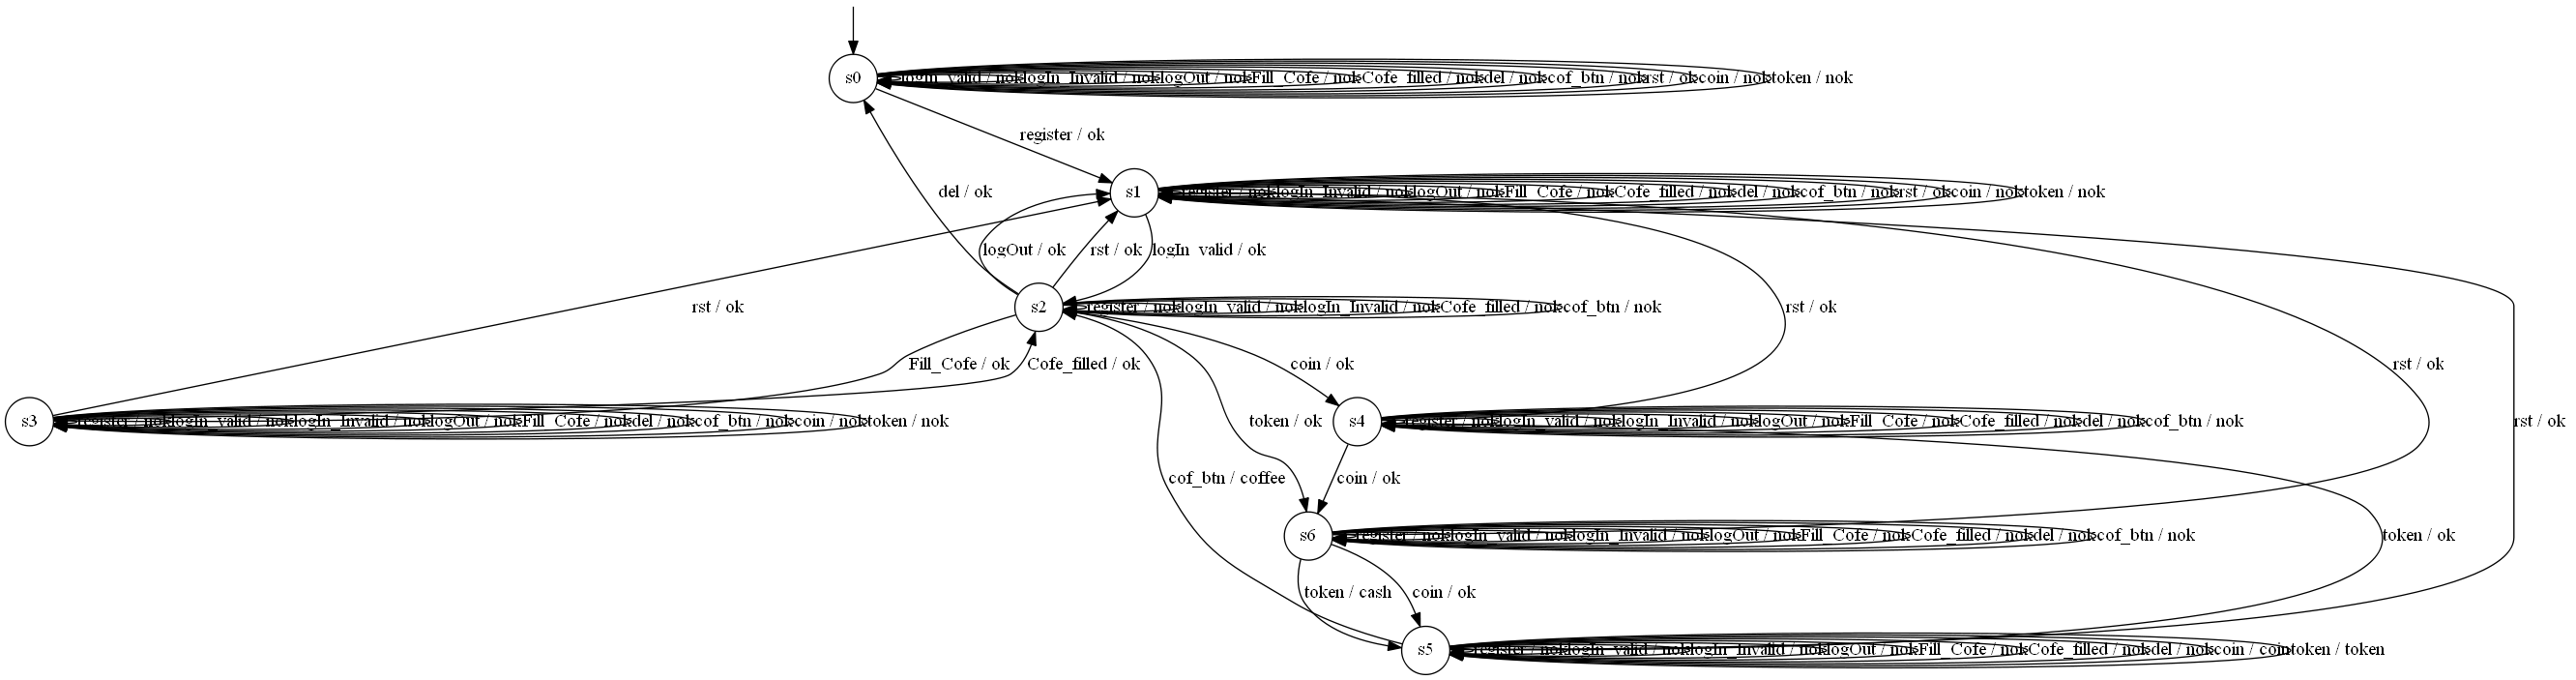 s0
logIn_valid / nok logIn_Invalid / nok logOut / nok Fill_Cofe / nok Cofe_filled / nok del / nok cof_btn / nok rst / ok coin / nok token / nok
register / ok
s1
register / nok logIn_Invalid / nok logOut / nok Fill_Cofe / nok Cofe_filled / nok del / nok cof_btn / nok rst / ok coin / nok token / nok
del / ok
logOut / ok
rst / ok
logIn_valid / ok
s2
register / nok logIn_valid / nok logIn_Invalid / nok Cofe_filled / nok cof_btn / nok
rst / ok
rst / ok
Fill_Cofe / ok
Cofe_filled / ok
coin / ok
rst / ok
s3
register / nok logIn_valid / nok logIn_Invalid / nok logOut / nok Fill_Cofe / nok del / nok cof_btn / nok coin / nok token / nok
token / ok
s4
register / nok logIn_valid / nok logIn_Invalid / nok logOut / nok Fill_Cofe / nok Cofe_filled / nok del / nok cof_btn / nok
rst / ok
cof_btn / coffee
coin / ok
s6
register / nok logIn_valid / nok logIn_Invalid / nok logOut / nok Fill_Cofe / nok Cofe_filled / nok del / nok cof_btn / nok
token / ok
token / cash
coin / ok
s5
register / nok logIn_valid / nok logIn_Invalid / nok logOut / nok Fill_Cofe / nok Cofe_filled / nok del / nok coin / coin token / token